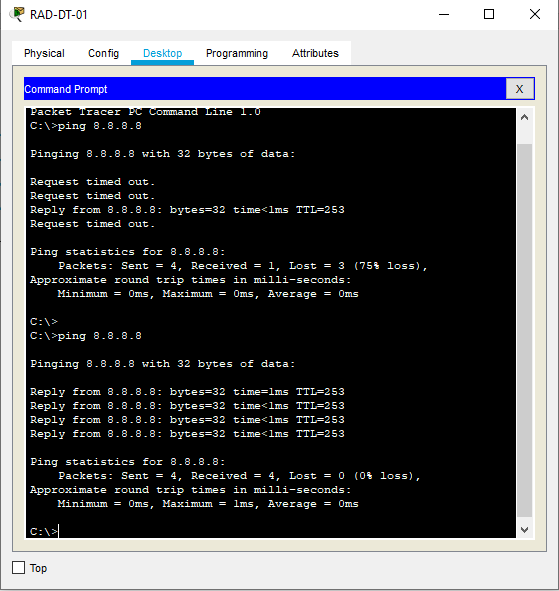 RAD-DT-01
Physical Config Desktop Programming Attributes
Command Prompt X
Packet Tracer PC Command Line 1.0
C:\>ping 8.8.8.8
Pinging 8.8.8.8 with 32 bytes of data:
Request timed out.
Request timed out.
Reply from 8.8.8.8: bytes=32 time<1ms TTL=253
Request timed out.
Ping statistics for 8.8.8.8:
Packets: Sent = 4, Received = 1, Lost = 3 (75% loss),
Approximate round trip times in milli-seconds:
Minimum = 0ms, Maximum = 0ms, Average = 0ms
C:\>
C:\>ping 8.8.8.8
Pinging 8.8.8.8 with 32 bytes of data:
Reply from 8.8.8.8: bytes=32 time=1ms TTL=253
Reply from 8.8.8.8: bytes=32 time<1ms TTL=253
Reply from 8.8.8.8: bytes=32 time<1ms TTL=253
Reply from 8.8.8.8: bytes=32 time<1ms TTL=253
Ping statistics for 8.8.8.8:
Packets: Sent = 4, Received = 4, Lost = 0 (0% loss),
Approximate round trip times in milli-seconds:
Minimum = 0ms, Maximum = 1ms, Average = 0ms
C:\>
Top